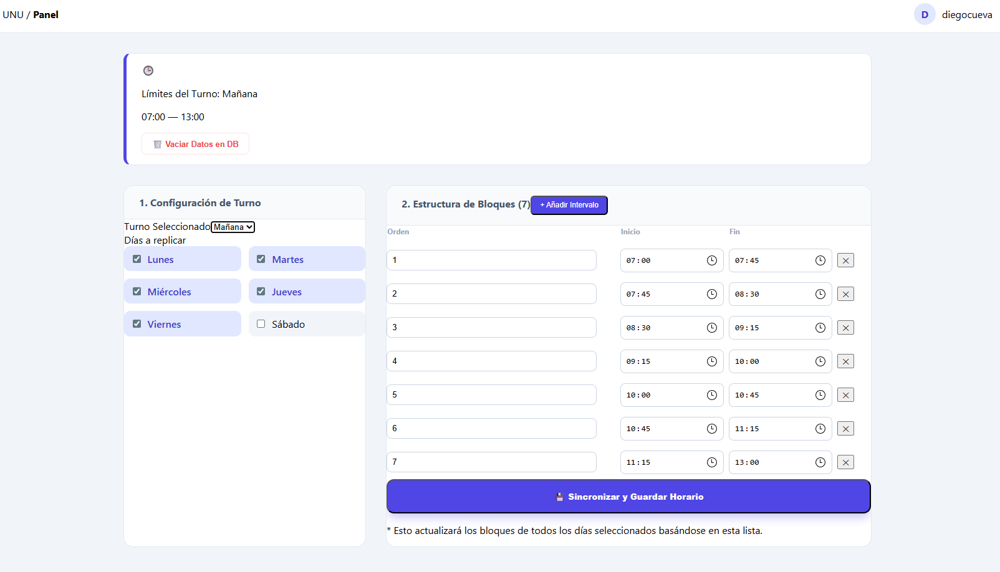 UNU / Panel
D diegocueva
Límites del Turno: Mañana
07:00 — 13:00
Vaciar Datos en DB
1. Configuración de Turno
Turno Seleccionado Mañana
Días a replicar
Lunes Martes
Miércoles Jueves
Viernes Sábado
2. Estructura de Bloques (7) + Añadir Intervalo
Orden Inicio Fin
1 07:00 07:45
2 07:45 08:30
3 08:30 09:15
4 09:15 10:00
5 10:00 10:45
6 10:45 11:15
7 11:15 13:00
Sincronizar y Guardar Horario
* Esto actualizará los bloques de todos los días seleccionados basándose en esta lista.